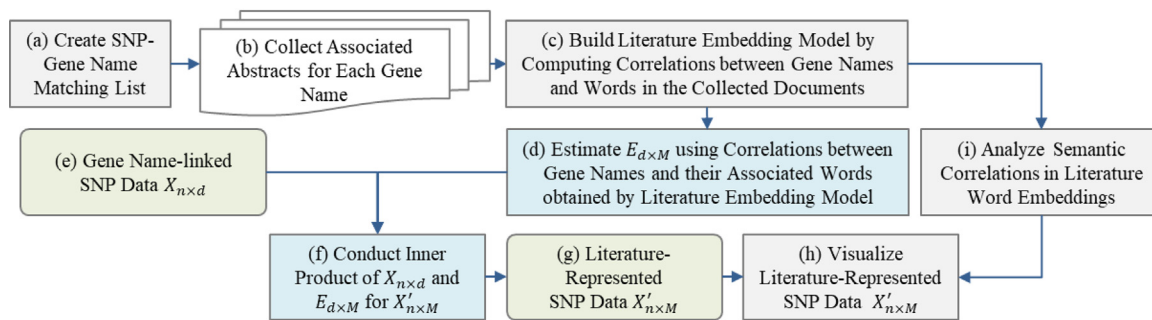 (a) Create SNP-
Gene Name
Matching List
(b) Collect Associated
Abstracts for Each Gene
Name
(c) Build Literature Embedding Model by
Computing Correlations between Gene Names
and Words in the Collected Documents
(e) Gene Name-linked
SNP Data X_{n×d}
(d) Estimate E_{d×M} using Correlations between
Gene Names and their Associated Words
obtained by Literature Embedding Model
(i) Analyze Semantic
Correlations in Literature
Word Embeddings
(f) Conduct Inner
Product of X_{n×d} and
E_{d×M} for X′_{n×M}
(g) Literature-
Represented
SNP Data X′_{n×M}
(h) Visualize
Literature-Represented
SNP Data X′_{n×M}